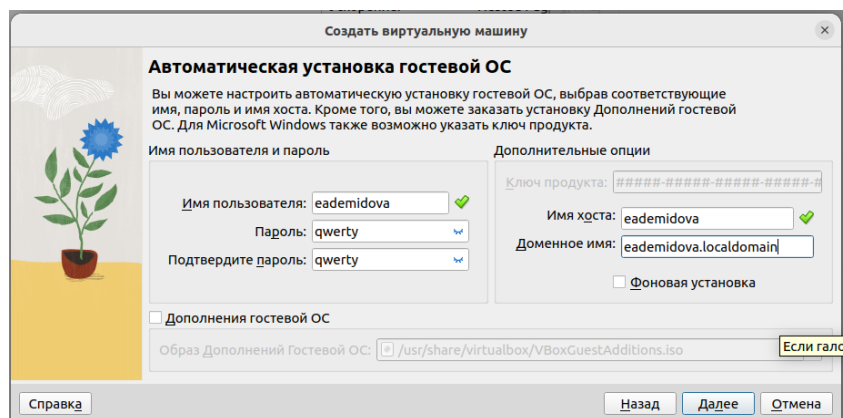 Создать виртуальную машину
Автоматическая установка гостевой ОС
Вы можете настроить автоматическую установку гостевой ОС, выбрав соответствующие
имя, пароль и имя хоста. Кроме того, вы можете заказать установку Дополнений гостевой
ОС. Для Microsoft Windows также возможно указать ключ продукта.
Имя пользователя и пароль
Имя пользователя: eademidova
Пароль: qwerty
Подтвердите пароль: qwerty
Дополнительные опции
Ключ продукта: #####-#####-#####-#####-#
Имя хоста: eademidova
Доменное имя: eademidova.localdomain
Фоновая установка
Дополнения гостевой ОС
Образ Дополнений Гостевой ОС: /usr/share/virtualbox/VBoxGuestAdditions.iso
Если гало
Справка
Назад Далее Отмена